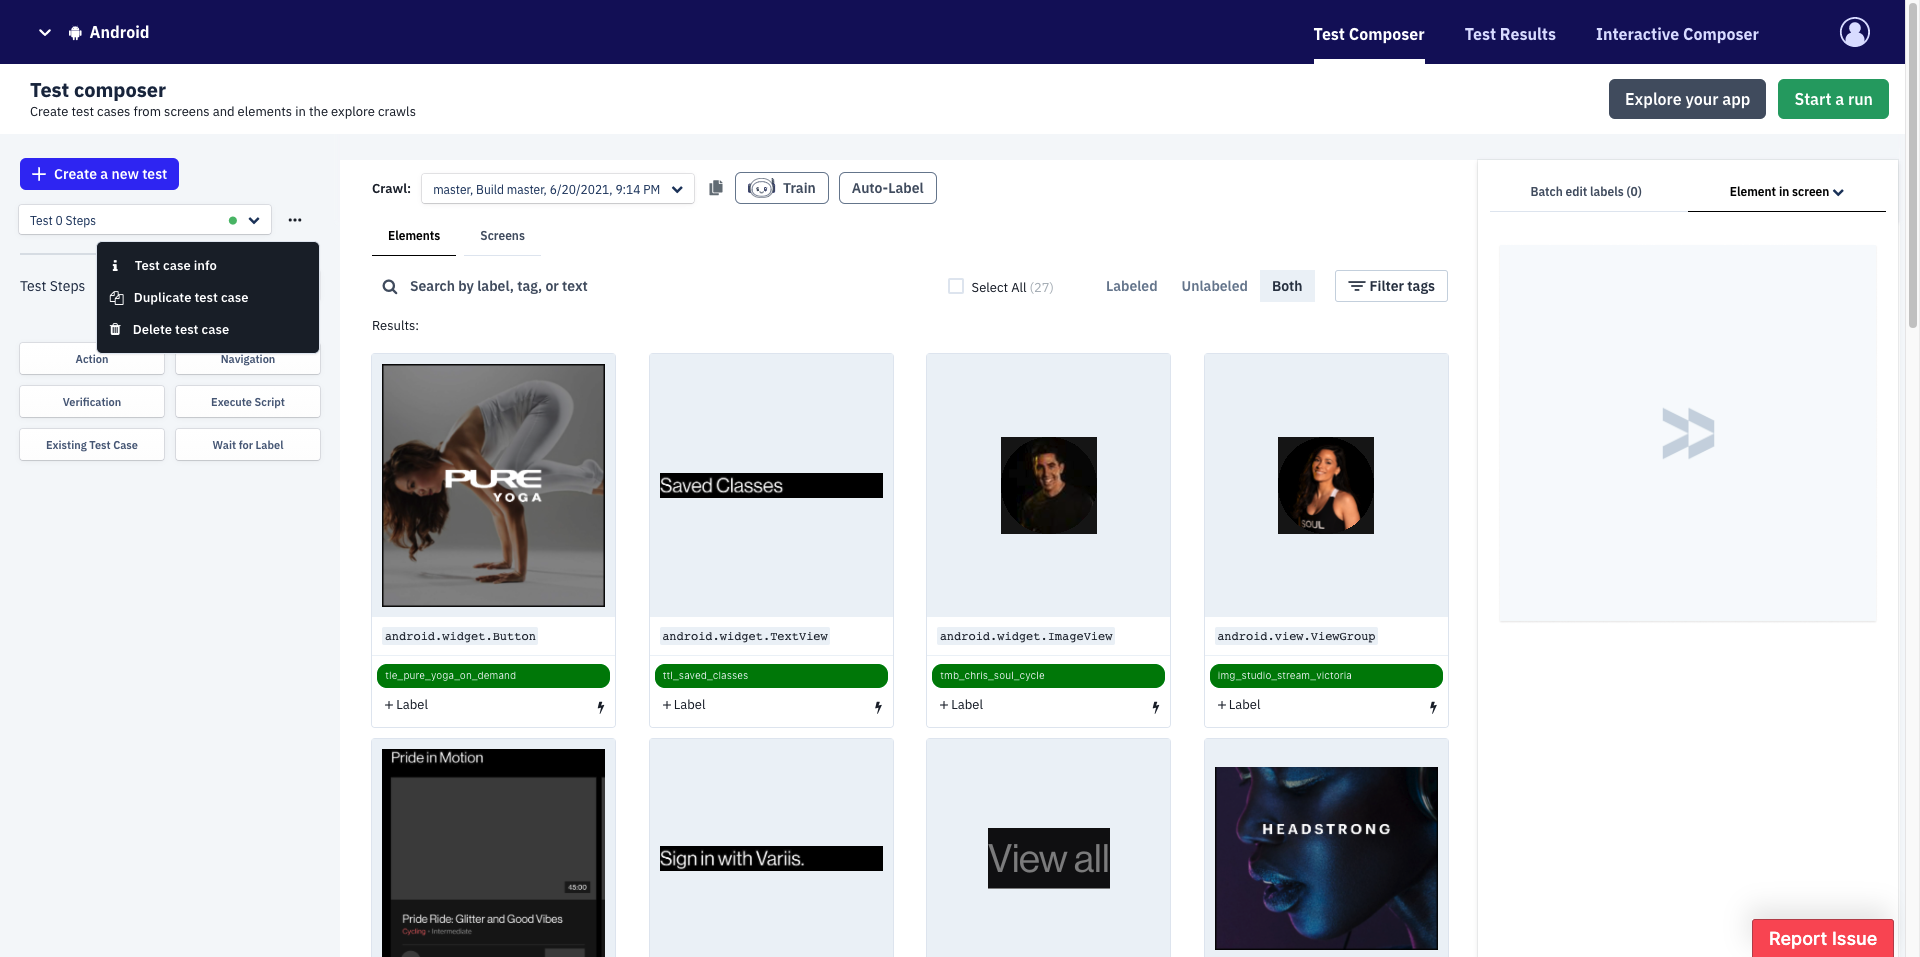 Android
Test Composer
Test Results
Interactive Composer
Test composer
Create test cases from screens and elements in the explore crawls
Explore your app
Start a run
Create a new test
Test 0 Steps
Test case info
Duplicate test case
Delete test case
Test Steps
Action
Navigation
Verification
Execute Script
Existing Test Case
Wait for Label
Crawl:
master, Build master, 6/20/2021, 9:14 PM
Train
Auto-Label
Elements
Screens
Search by label, tag, or text
Select All (27)
Labeled
Unlabeled
Both
Filter tags
Results:
Batch edit labels (0)
Element in screen
PURE
YOGA
Saved Classes
SOUL
android.widget.Button
android.widget.TextView
android.widget.ImageView
android.view.ViewGroup
tle_pure_yoga_on_demand
ttl_saved_classes
tmb_chris_soul_cycle
img_studio_stream_victoria
+ Label
+ Label
+ Label
+ Label
Pride in Motion
45:00
Pride Ride: Glitter and Good Vibes
Cycling • Intermediate
Sign in with Variis.
View all
HEADSTRONG
Report Issue